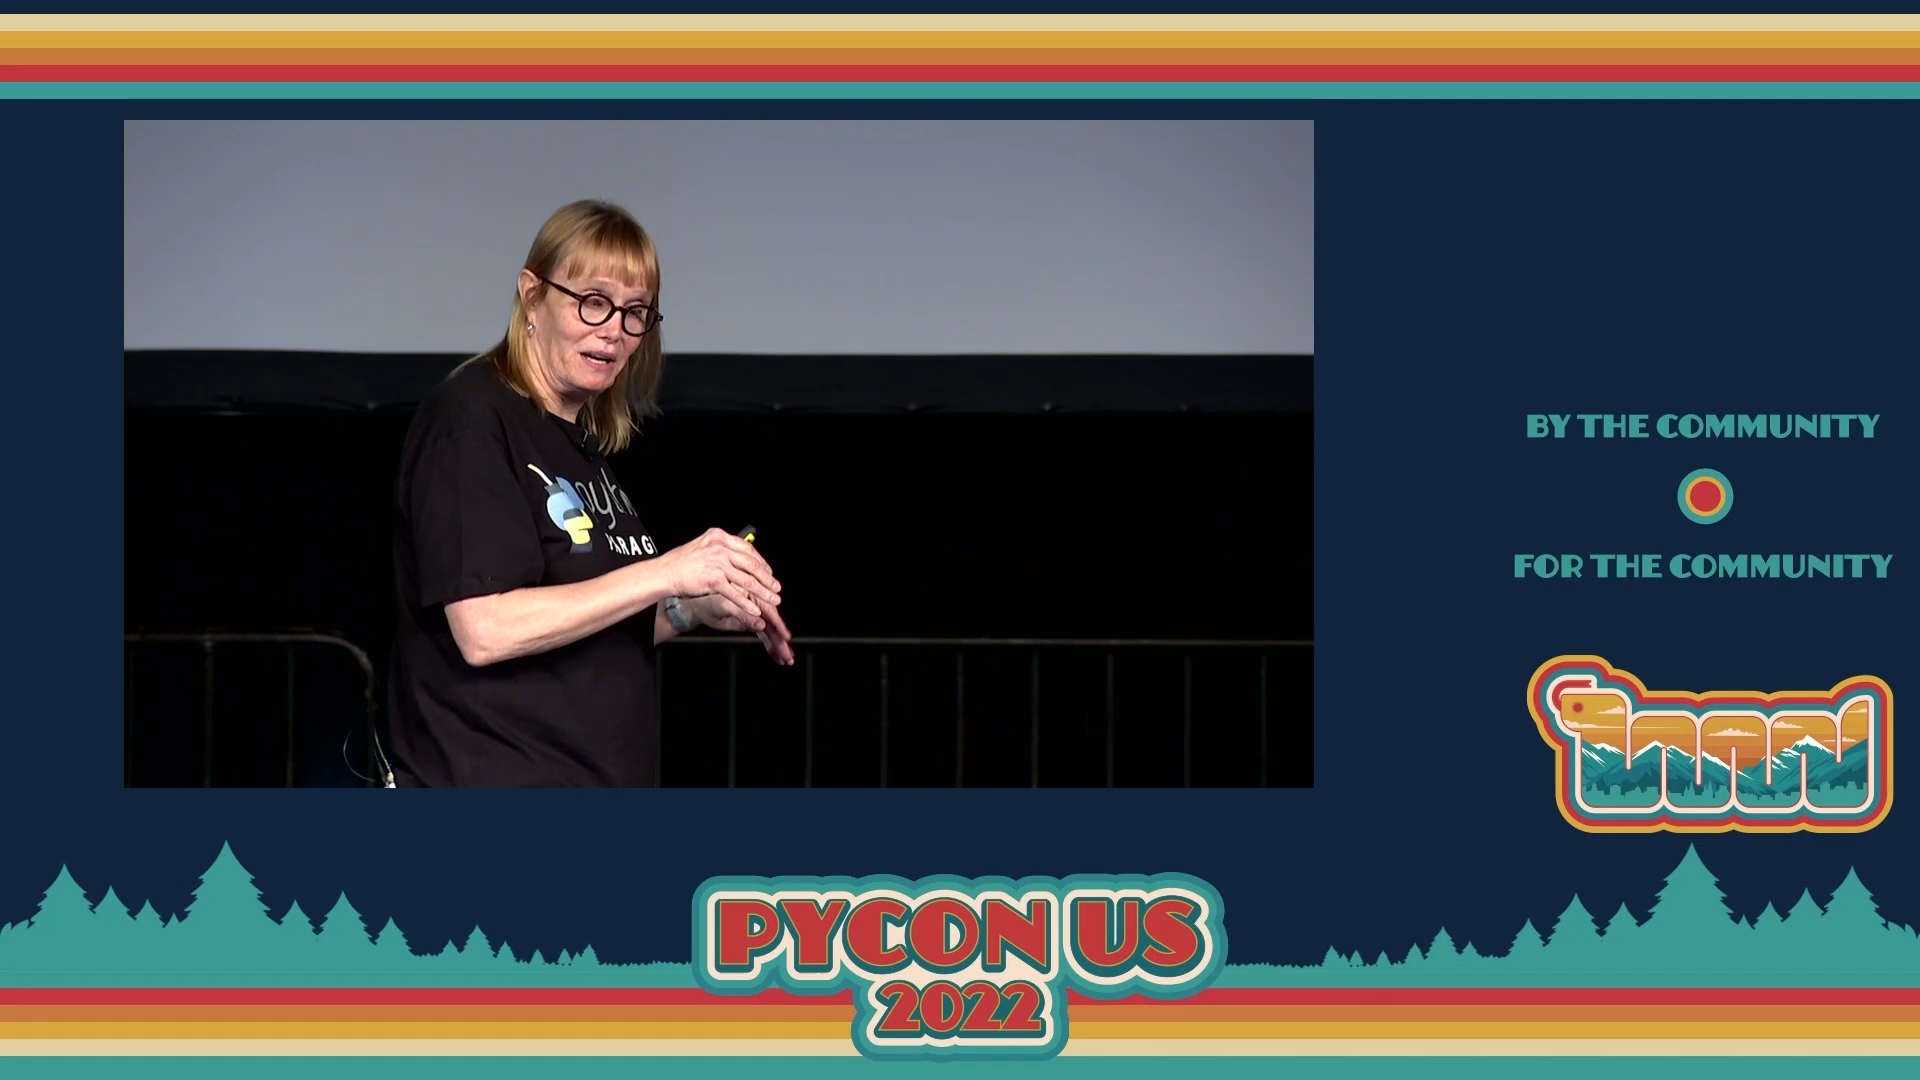 BY THE COMMUNITY
FOR THE COMMUNITY
PYCON US
2022